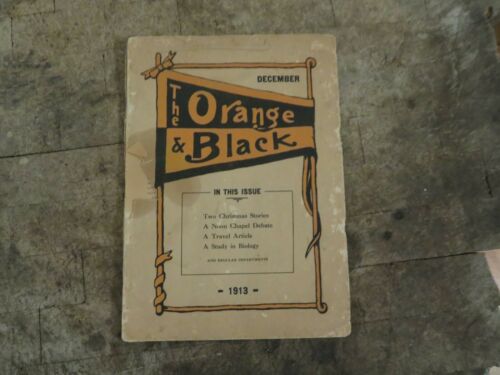 DECEMBER
The Orange
& Black
IN THIS ISSUE
Two Christmas Stories
A Noon Chapel Debate
A Travel Article
A Study in Biology
AND REGULAR DEPARTMENTS
- 1913 -